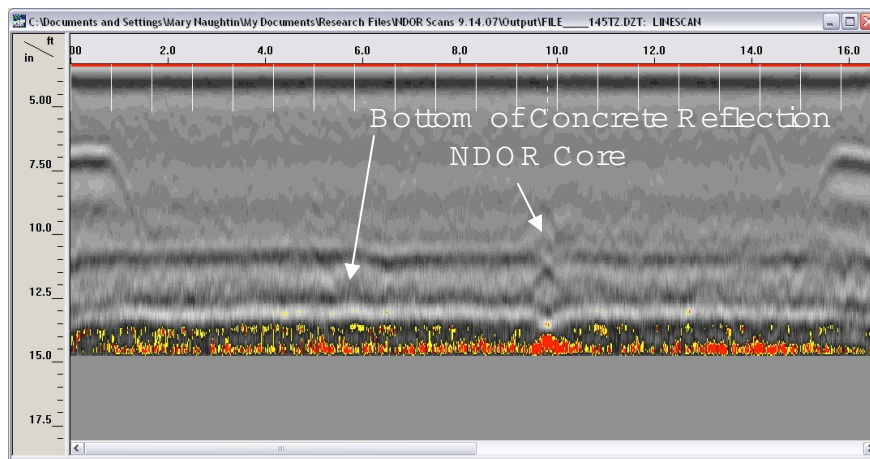 C:\Documents and Settings\Mary Naughtin\My Documents\Research Files\NDOR Scans 9.14.07\Output\FILE____145TZ.DZT: LINESCAN
ft
in
.00 2.0 4.0 6.0 8.0 10.0 12.0 14.0 16.0
5.00
Bottom of Concrete Reflection
NDOR Core
7.50
10.0
12.5
15.0
17.5